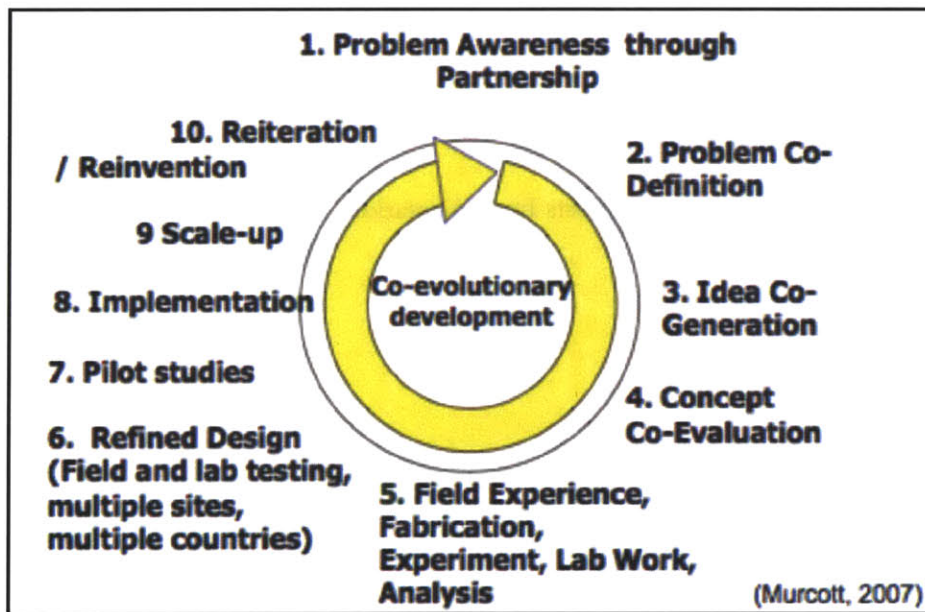 1. Problem Awareness through
Partnership
2. Problem Co-
Definition
3. Idea Co-
Generation
4. Concept
Co-Evaluation
5. Field Experience,
Fabrication,
Experiment, Lab Work,
Analysis
6. Refined Design
(Field and lab testing,
multiple sites,
multiple countries)
7. Pilot studies
8. Implementation
9 Scale-up
10. Reiteration
/ Reinvention
Co-evolutionary
development
(Murcott, 2007)